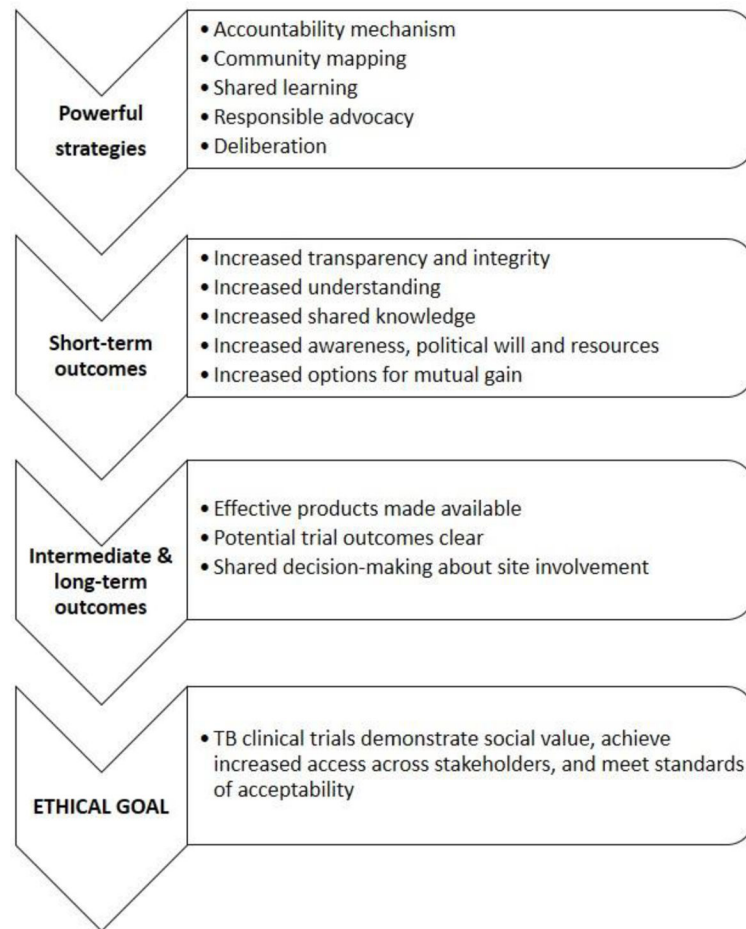 Powerful
strategies
• Accountability mechanism
• Community mapping
• Shared learning
• Responsible advocacy
• Deliberation
Short-term
outcomes
• Increased transparency and integrity
• Increased understanding
• Increased shared knowledge
• Increased awareness, political will and resources
• Increased options for mutual gain
Intermediate &
long-term
outcomes
• Effective products made available
• Potential trial outcomes clear
• Shared decision-making about site involvement
ETHICAL GOAL
• TB clinical trials demonstrate social value, achieve
increased access across stakeholders, and meet standards
of acceptability